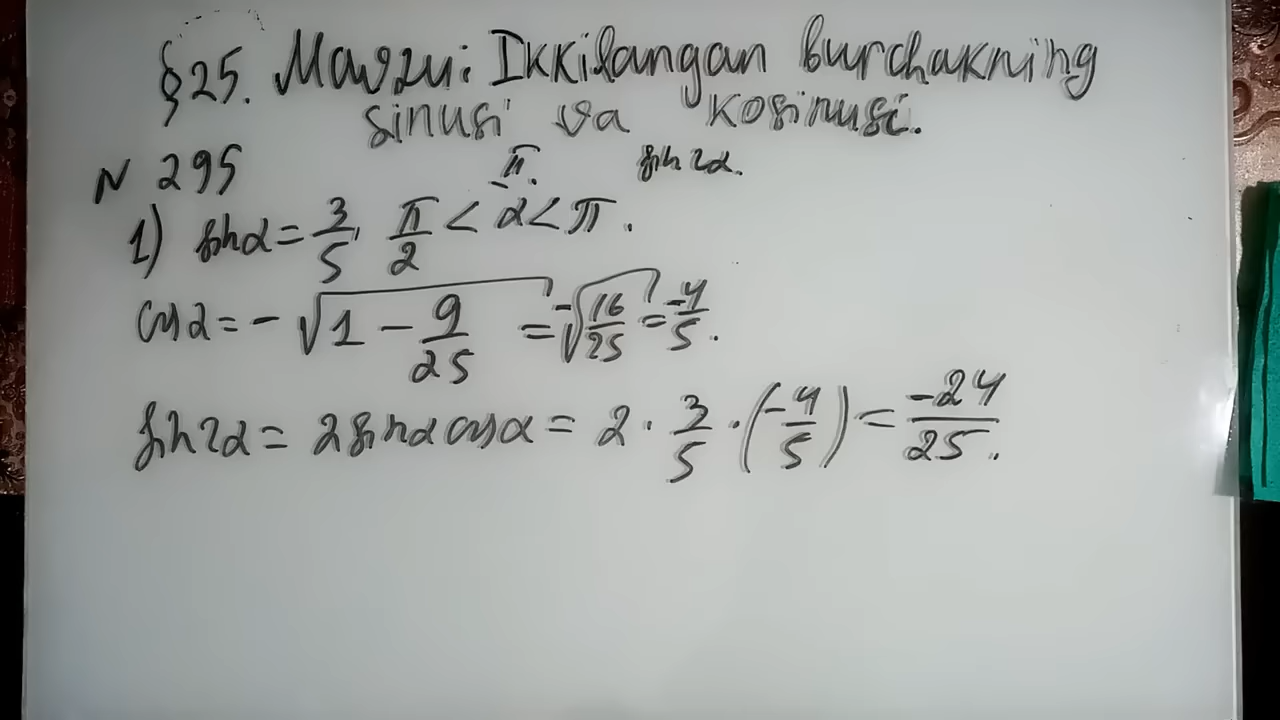 §25. Mavzu: Ikkilangan burchakning
sinusi va kosinusi.
N 295
π. sin2α.
1) sinα = 3/5, π/2 < α < π.
cosα = -√(1 - 9/25) = -√(16/25) = -4/5.
sin2α = 2sinα cosα = 2 · 3/5 · (-4/5) = -24/25.